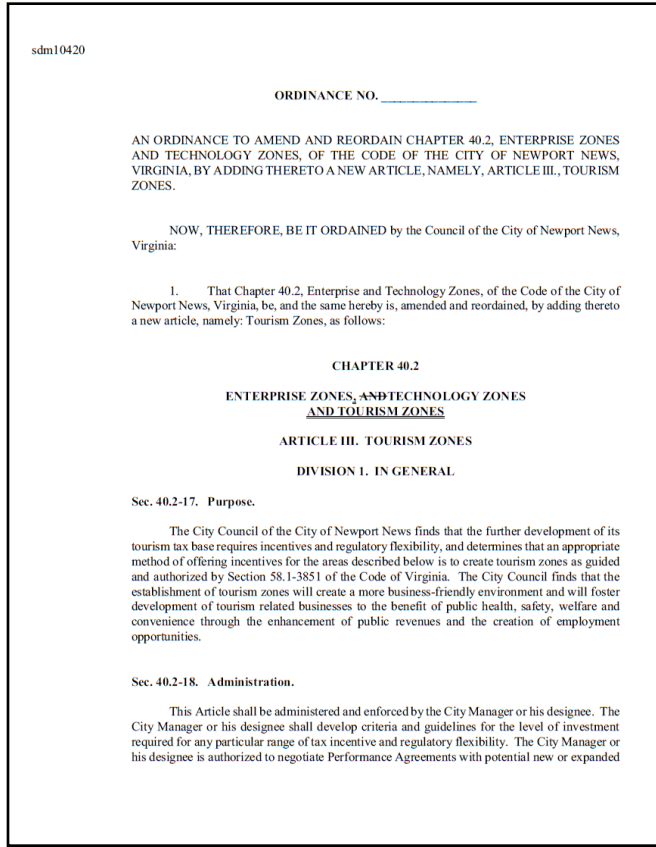 sdm10420
ORDINANCE NO. _______________
AN ORDINANCE TO AMEND AND REORDAIN CHAPTER 40.2, ENTERPRISE ZONES
AND TECHNOLOGY ZONES, OF THE CODE OF THE CITY OF NEWPORT NEWS,
VIRGINIA, BY ADDING THERETO A NEW ARTICLE, NAMELY, ARTICLE III., TOURISM
ZONES.
NOW, THEREFORE, BE IT ORDAINED by the Council of the City of Newport News,
Virginia:
1. That Chapter 40.2, Enterprise and Technology Zones, of the Code of the City of
Newport News, Virginia, be, and the same hereby is, amended and reordained, by adding thereto
a new article, namely: Tourism Zones, as follows:
CHAPTER 40.2
ENTERPRISE ZONES, AND TECHNOLOGY ZONES
AND TOURISM ZONES
ARTICLE III. TOURISM ZONES
DIVISION 1. IN GENERAL
Sec. 40.2-17. Purpose.
The City Council of the City of Newport News finds that the further development of its
tourism tax base requires incentives and regulatory flexibility, and determines that an appropriate
method of offering incentives for the areas described below is to create tourism zones as guided
and authorized by Section 58.1-3851 of the Code of Virginia. The City Council finds that the
establishment of tourism zones will create a more business-friendly environment and will foster
development of tourism related businesses to the benefit of public health, safety, welfare and
convenience through the enhancement of public revenues and the creation of employment
opportunities.
Sec. 40.2-18. Administration.
This Article shall be administered and enforced by the City Manager or his designee. The
City Manager or his designee shall develop criteria and guidelines for the level of investment
required for any particular range of tax incentive and regulatory flexibility. The City Manager or
his designee is authorized to negotiate Performance Agreements with potential new or expanded